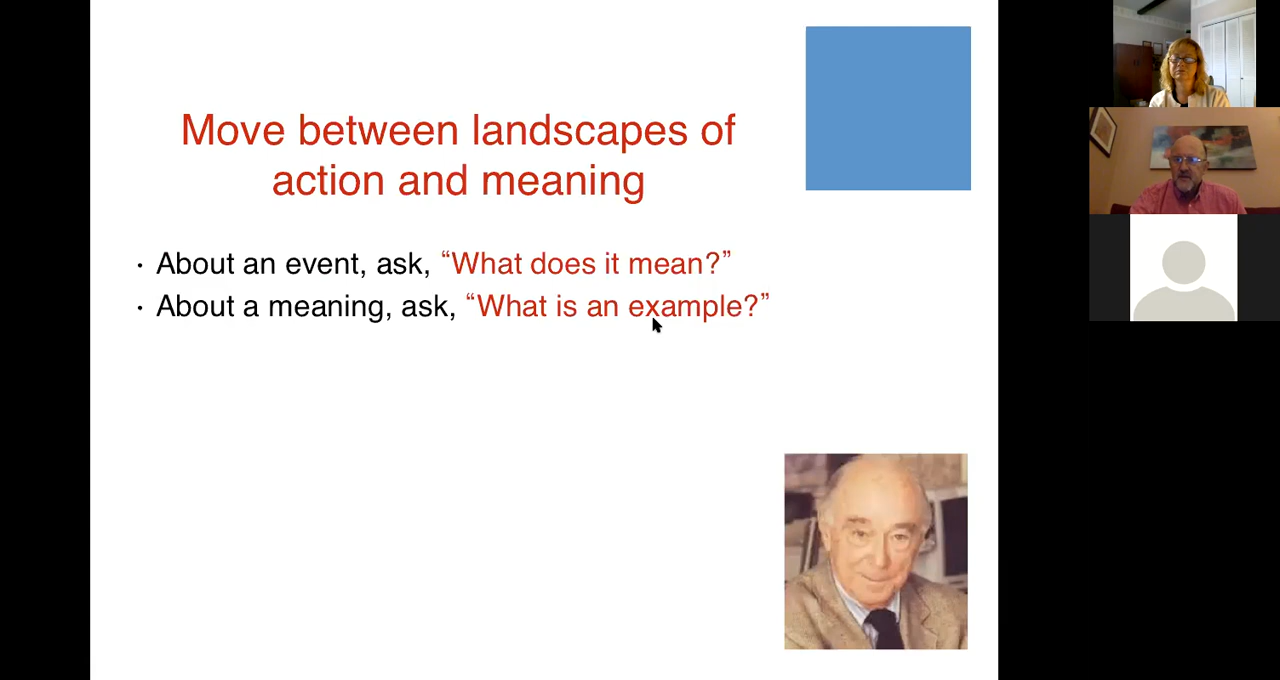 Move between landscapes of
action and meaning
· About an event, ask, “What does it mean?”
· About a meaning, ask, “What is an example?”